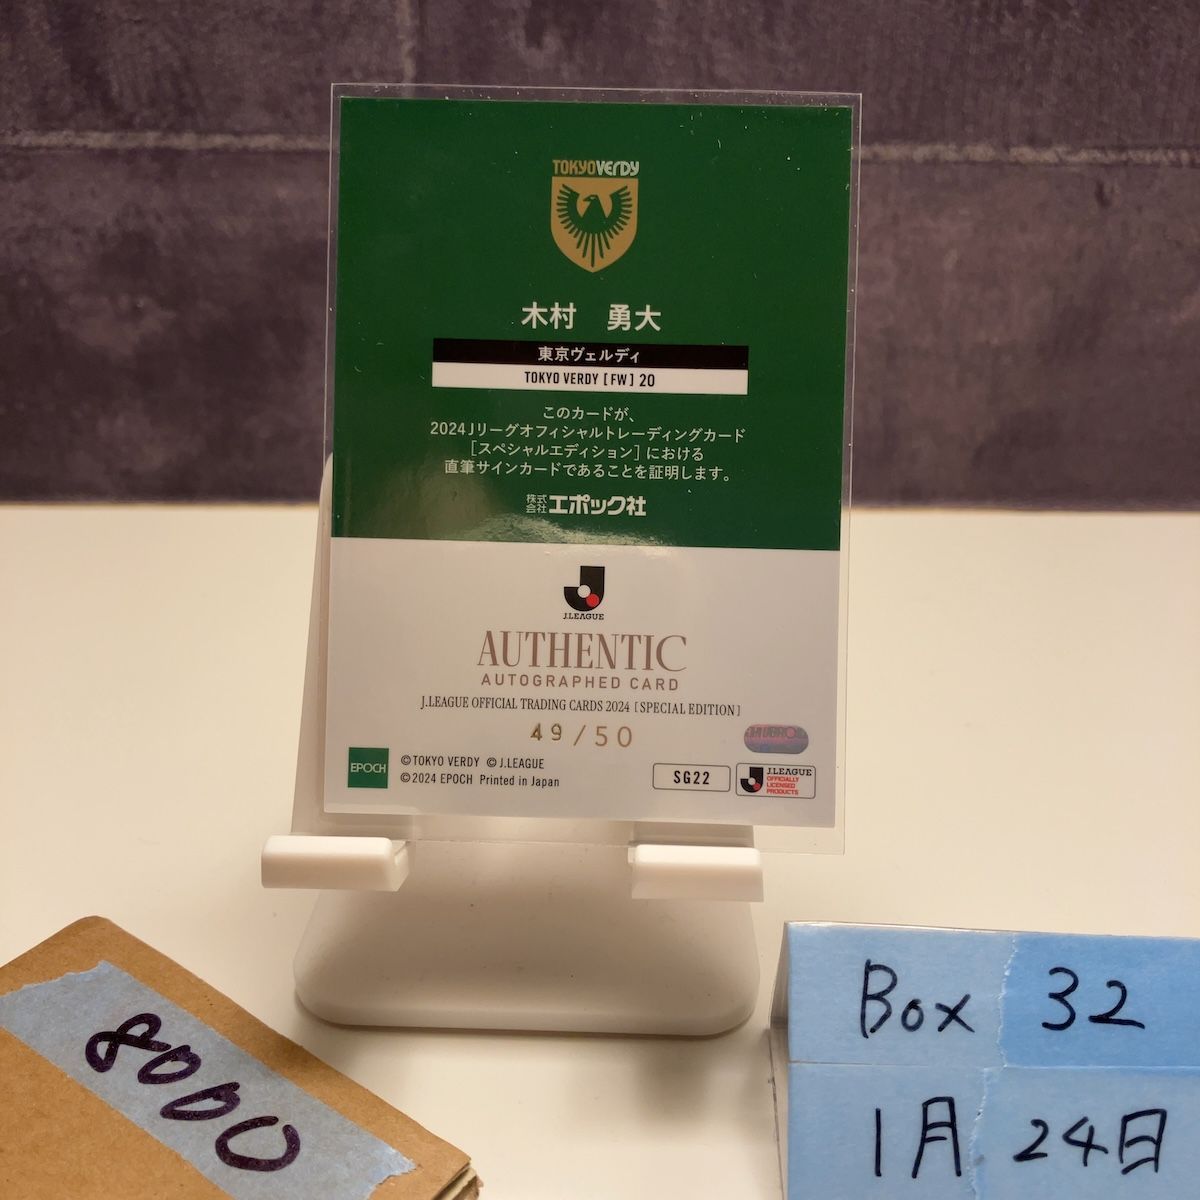 TOKYO VERDY
木村 勇大
東京ヴェルディ
TOKYO VERDY [FW] 20
このカードが、
2024Jリーグオフィシャルトレーディングカード
[スペシャルエディション]における
直筆サインカードであることを証明します。
株式会社エポック社
J.LEAGUE
AUTHENTIC
AUTOGRAPHED CARD
J.LEAGUE OFFICIAL TRADING CARDS 2024 [SPECIAL EDITION]
49/50
EPOCH
©TOKYO VERDY ©J.LEAGUE
©2024 EPOCH Printed in Japan
SG22
J.LEAGUE
OFFICIALLY
LICENSED
PRODUCTS
8000
Box 32
1月 24日